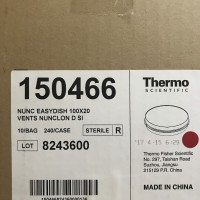 150466
NUNC EASYDISH 100X20
VENTS NUNCLON D SI
10/BAG 240/CASE STERILE R
LOT 8243600
Thermo
SCIENTIFIC
Thermo Fisher Scientific
No. 297, Taishan Road
Suzhou, Jiangsu
215129 P.R. China
MADE IN CHINA